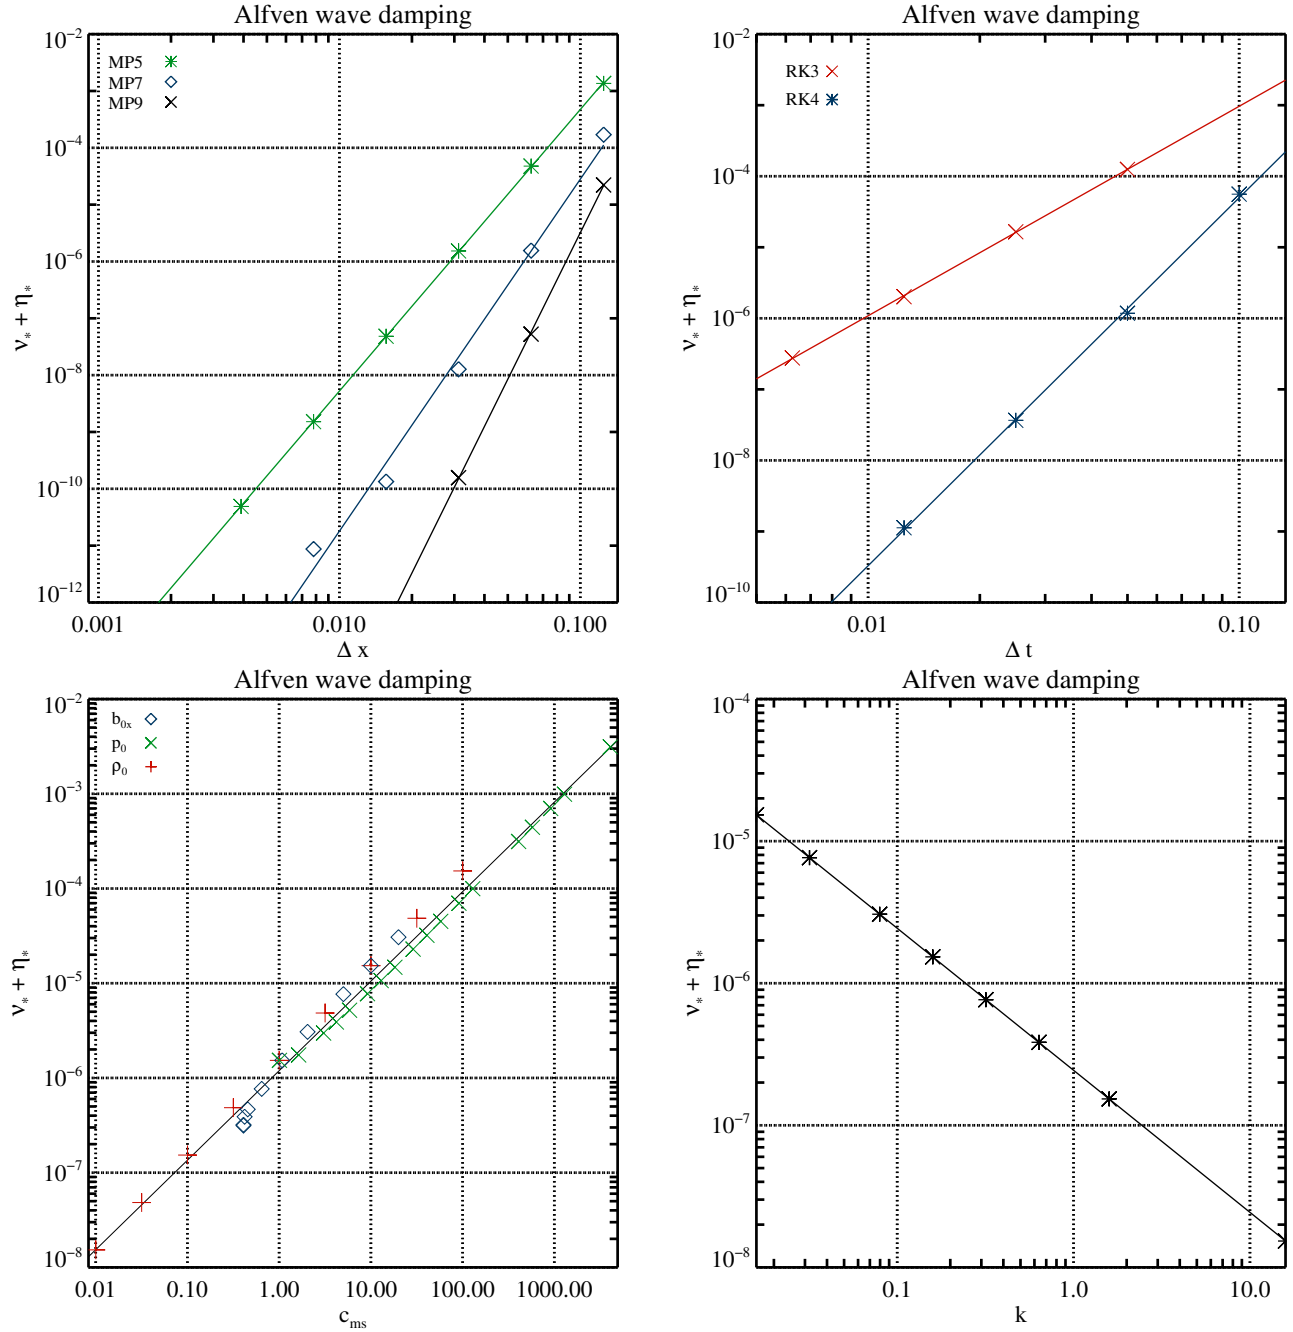 Alfven wave damping
10⁻²
10⁻⁴
10⁻⁶
10⁻⁸
10⁻¹⁰
10⁻¹²
ν* + η*
MP5
MP7
MP9
0.001 0.010 0.100
Δ x
Alfven wave damping
10⁻²
10⁻⁴
10⁻⁶
10⁻⁸
10⁻¹⁰
ν* + η*
RK3
RK4
0.01 0.10
Δ t
Alfven wave damping
10⁻²
10⁻³
10⁻⁴
10⁻⁵
10⁻⁶
10⁻⁷
10⁻⁸
ν* + η*
b₀ₓ
p₀
ρ₀
0.01 0.10 1.00 10.00 100.00 1000.00
c_ms
Alfven wave damping
10⁻⁴
10⁻⁵
10⁻⁶
10⁻⁷
10⁻⁸
ν* + η*
0.1 1.0 10.0
k